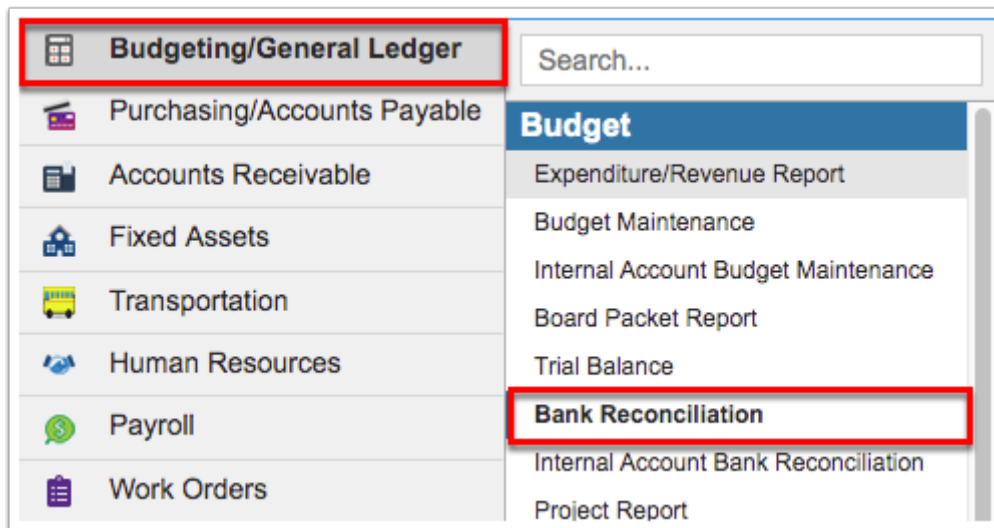 Budgeting/General Ledger
Purchasing/Accounts Payable
Accounts Receivable
Fixed Assets
Transportation
Human Resources
Payroll
Work Orders
Search...
Budget
Expenditure/Revenue Report
Budget Maintenance
Internal Account Budget Maintenance
Board Packet Report
Trial Balance
Bank Reconciliation
Internal Account Bank Reconciliation
Project Report